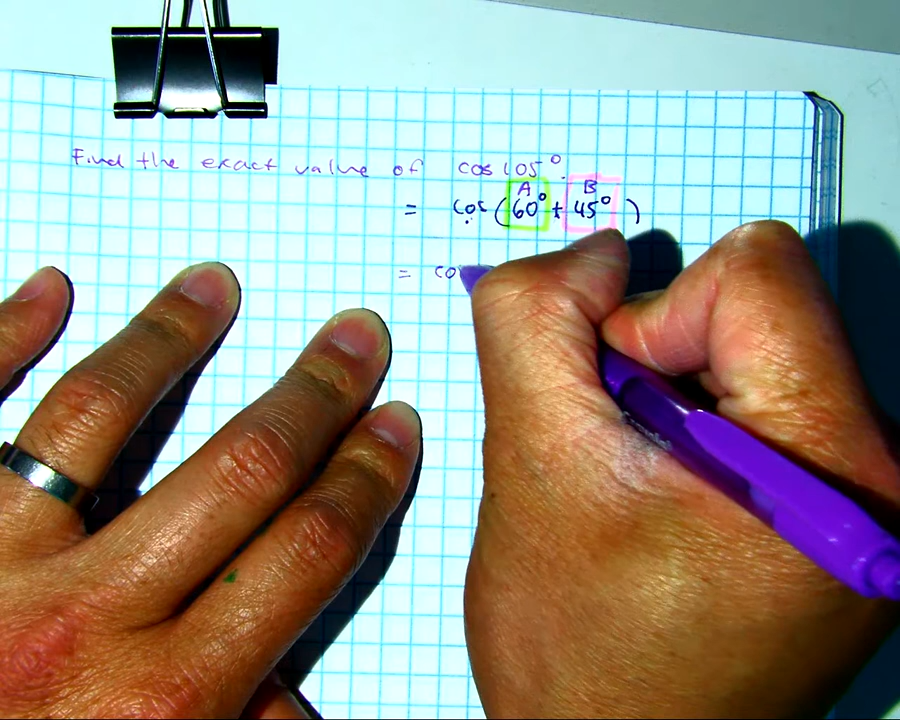 Find the exact value of cos 105°.
A B
= cos (60° + 45°)
= co